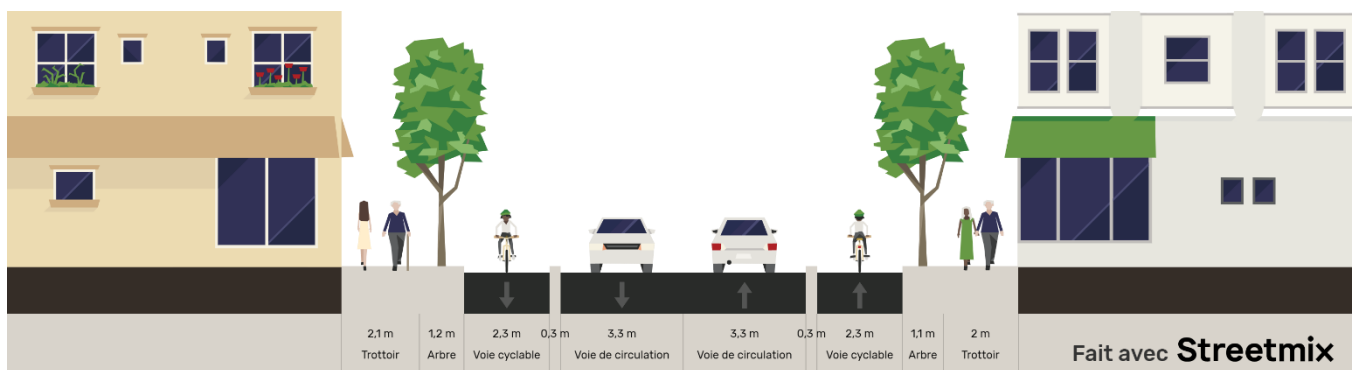 2,1 m
1,2 m
2,3 m
0,3 m
3,3 m
3,3 m
0,3 m
2,3 m
1,1 m
2 m
Trottoir
Arbre
Voie cyclable
Voie de circulation
Voie de circulation
Voie cyclable
Arbre
Trottoir
Fait avec Streetmix